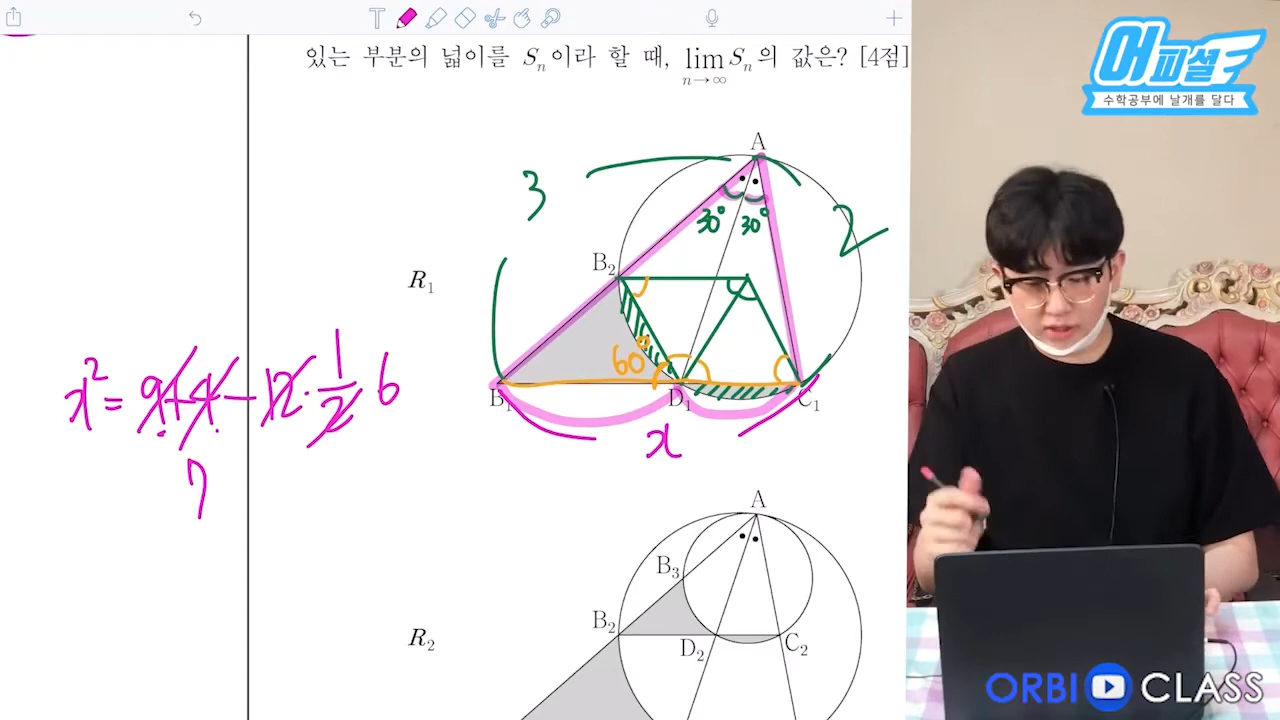 있는 부분의 넓이를 Sₙ이라 할 때, lim Sₙ의 값은? [4점]
n→∞
어피셜
수학공부에 날개를 달다
A
3
30° 30°
2
B₂
R₁
60°
x² = 9+4-12·1/2 6
7
B₁ D₁ C₁
x
A
B₃
B₂
R₂
D₂ C₂
ORBI CLASS